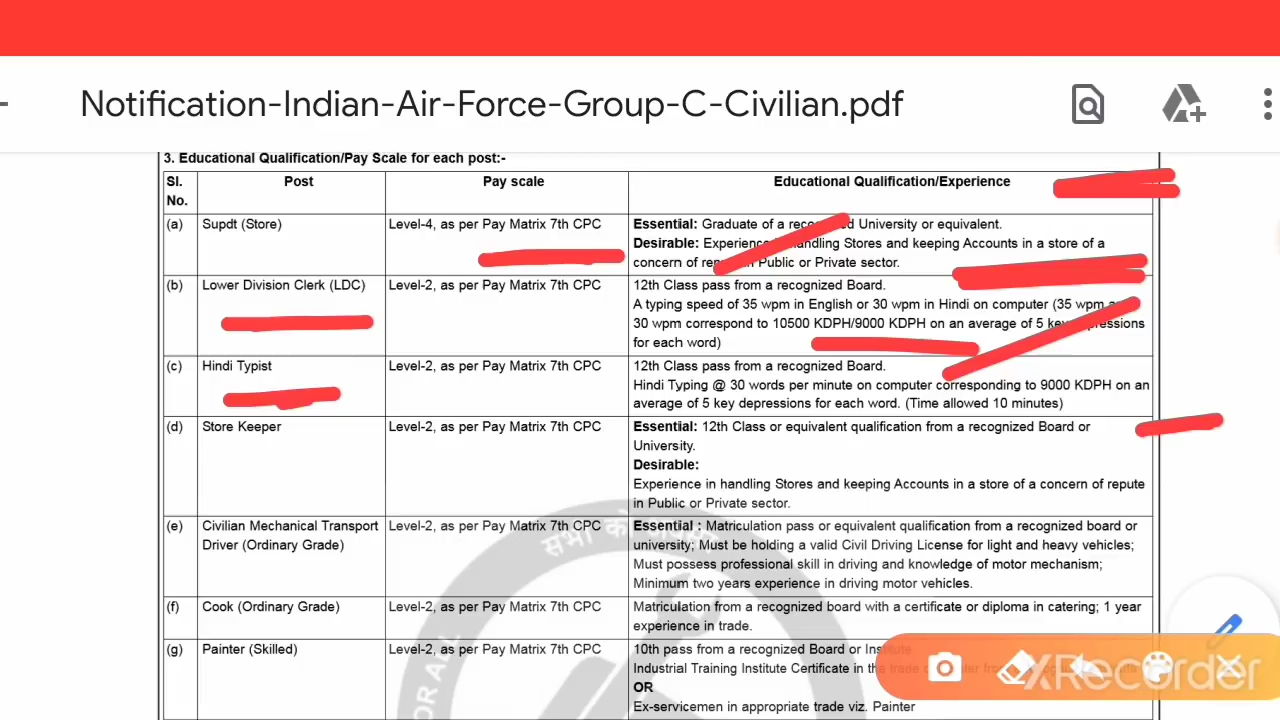 Notification-Indian-Air-Force-Group-C-Civilian.pdf
3. Educational Qualification/Pay Scale for each post:-
Sl. No. Post Pay scale Educational Qualification/Experience
(a) Supdt (Store) Level-4, as per Pay Matrix 7th CPC Essential: Graduate of a University or equivalent.
Desirable: Experience handling Stores and keeping Accounts in a store of a
concern of Public or Private sector.
(b) Lower Division Clerk (LDC) Level-2, as per Pay Matrix 7th CPC 12th Class pass from a recognized Board.
A typing speed of 35 wpm in English or 30 wpm in Hindi on computer (35 wpm
30 wpm correspond to 10500 KDPH/9000 KDPH on an average of 5
for each word)
(c) Hindi Typist Level-2, as per Pay Matrix 7th CPC 12th Class pass from a recognized Board.
Hindi Typing @ 30 words per minute on computer corresponding to 9000 KDPH on an
average of 5 key depressions for each word. (Time allowed 10 minutes)
(d) Store Keeper Level-2, as per Pay Matrix 7th CPC Essential: 12th Class or equivalent qualification from a recognized Board or
University.
Desirable:
Experience in handling Stores and keeping Accounts in a store of a concern of repute
in Public or Private sector.
(e) Civilian Mechanical Transport Level-2, as per Pay Matrix 7th CPC Essential : Matriculation pass or equivalent qualification from a recognized board or
Driver (Ordinary Grade) university; Must be holding a valid Civil Driving License for light and heavy vehicles;
Must possess professional skill in driving and knowledge of motor mechanism;
Minimum two years experience in driving motor vehicles.
(f) Cook (Ordinary Grade) Level-2, as per Pay Matrix 7th CPC Matriculation from a recognized board with a certificate or diploma in catering; 1 year
experience in trade.
(g) Painter (Skilled) Level-2, as per Pay Matrix 7th CPC 10th pass from a recognized Board or
Industrial Training Institute Certificate in the
OR
Ex-servicemen in appropriate trade viz. Painter
FOR ALL
XRecorder